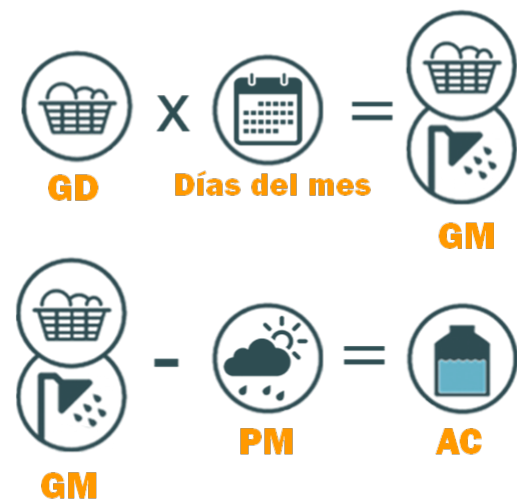 x
=
GD
Días del mes
GM
-
=
PM
AC
GM